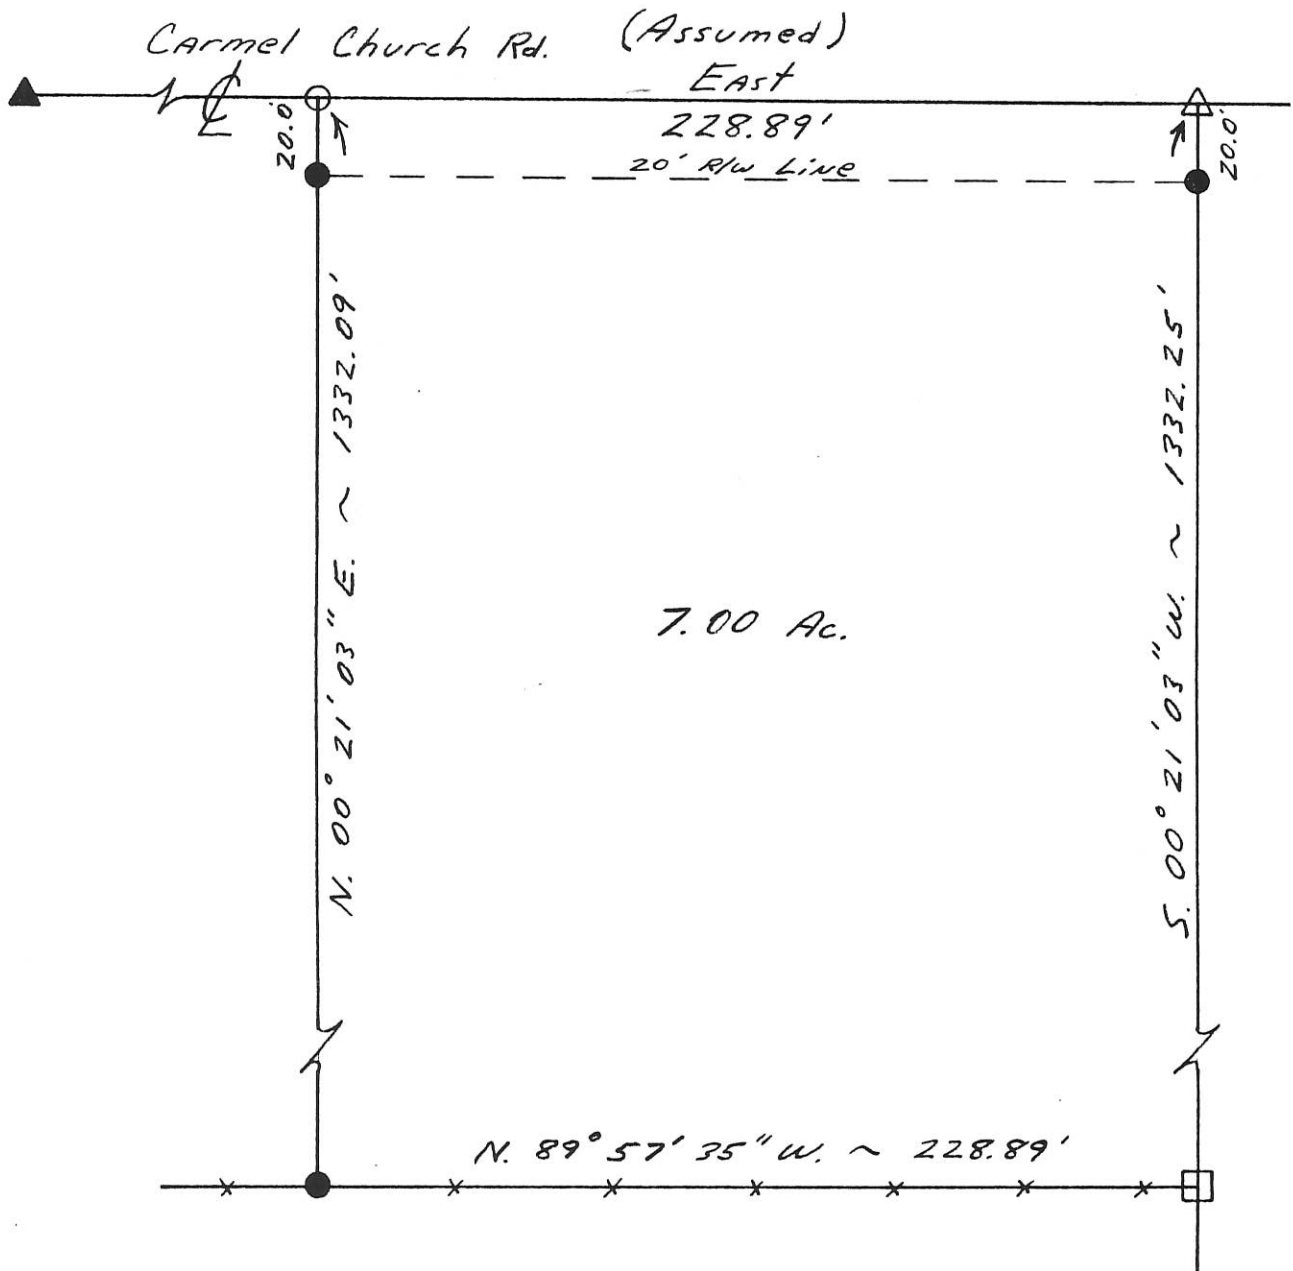 Carmel Church Rd. (Assumed)
East
℄
20.0'
228.89'
20.0'
20' R/W Line
N. 00° 21' 03" E. ~ 1332.09'
S. 00° 21' 03" W. ~ 1332.25'
7.00 Ac.
N. 89° 57' 35" W. ~ 228.89'